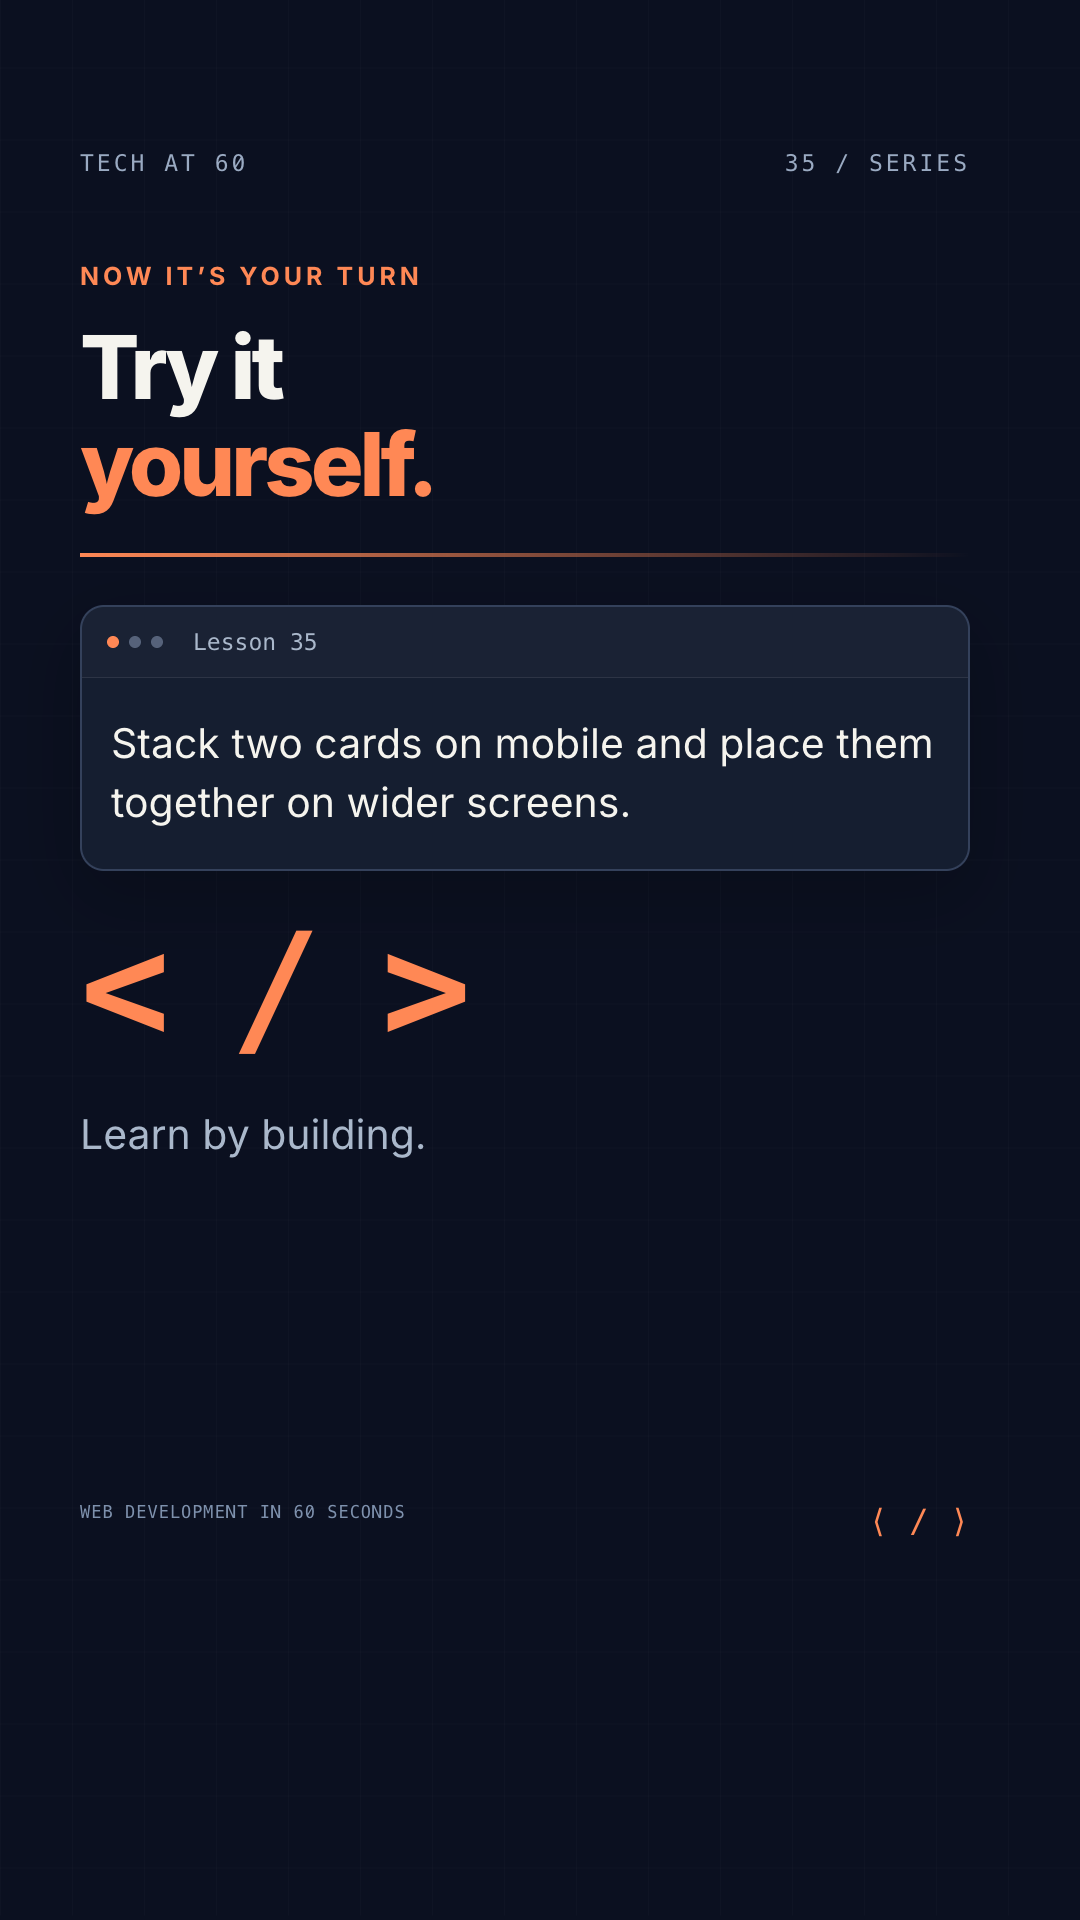 TECH AT 60
35 / SERIES
NOW IT’S YOUR TURN
Try it
yourself.
Lesson 35
Stack two cards on mobile and place them
together on wider screens.
< / >
Learn by building.
WEB DEVELOPMENT IN 60 SECONDS
⟨ / ⟩